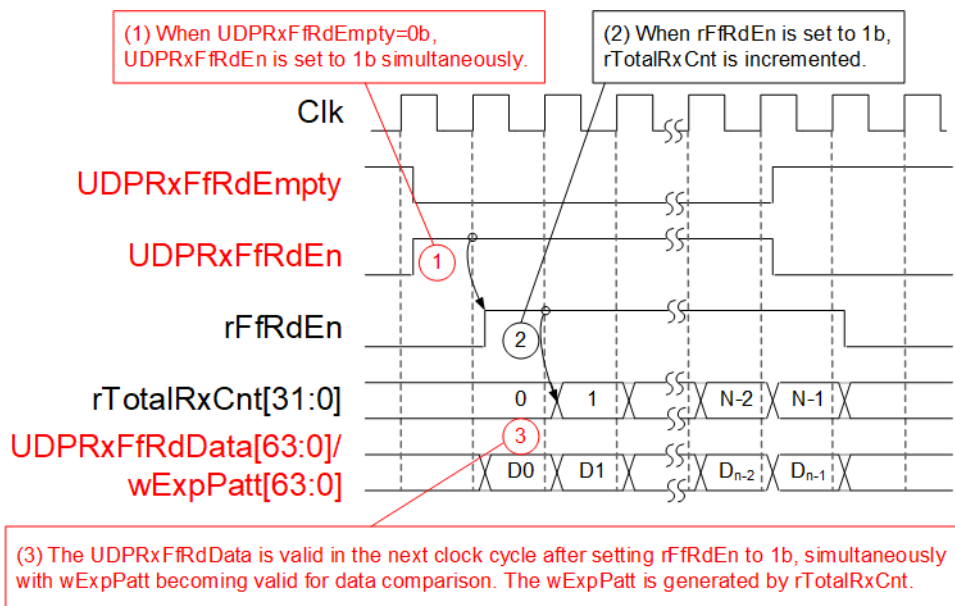 (1) When UDPRxFfRdEmpty=0b,
UDPRxFfRdEn is set to 1b simultaneously.
(2) When rFfRdEn is set to 1b,
rTotalRxCnt is incremented.
Clk
UDPRxFfRdEmpty
UDPRxFfRdEn
1
rFfRdEn
2
rTotalRxCnt[31:0]
0 1 N-2 N-1
3
UDPRxFfRdData[63:0]/
wExpPatt[63:0]
D0 D1 Dn-2 Dn-1
(3) The UDPRxFfRdData is valid in the next clock cycle after setting rFfRdEn to 1b, simultaneously
with wExpPatt becoming valid for data comparison. The wExpPatt is generated by rTotalRxCnt.